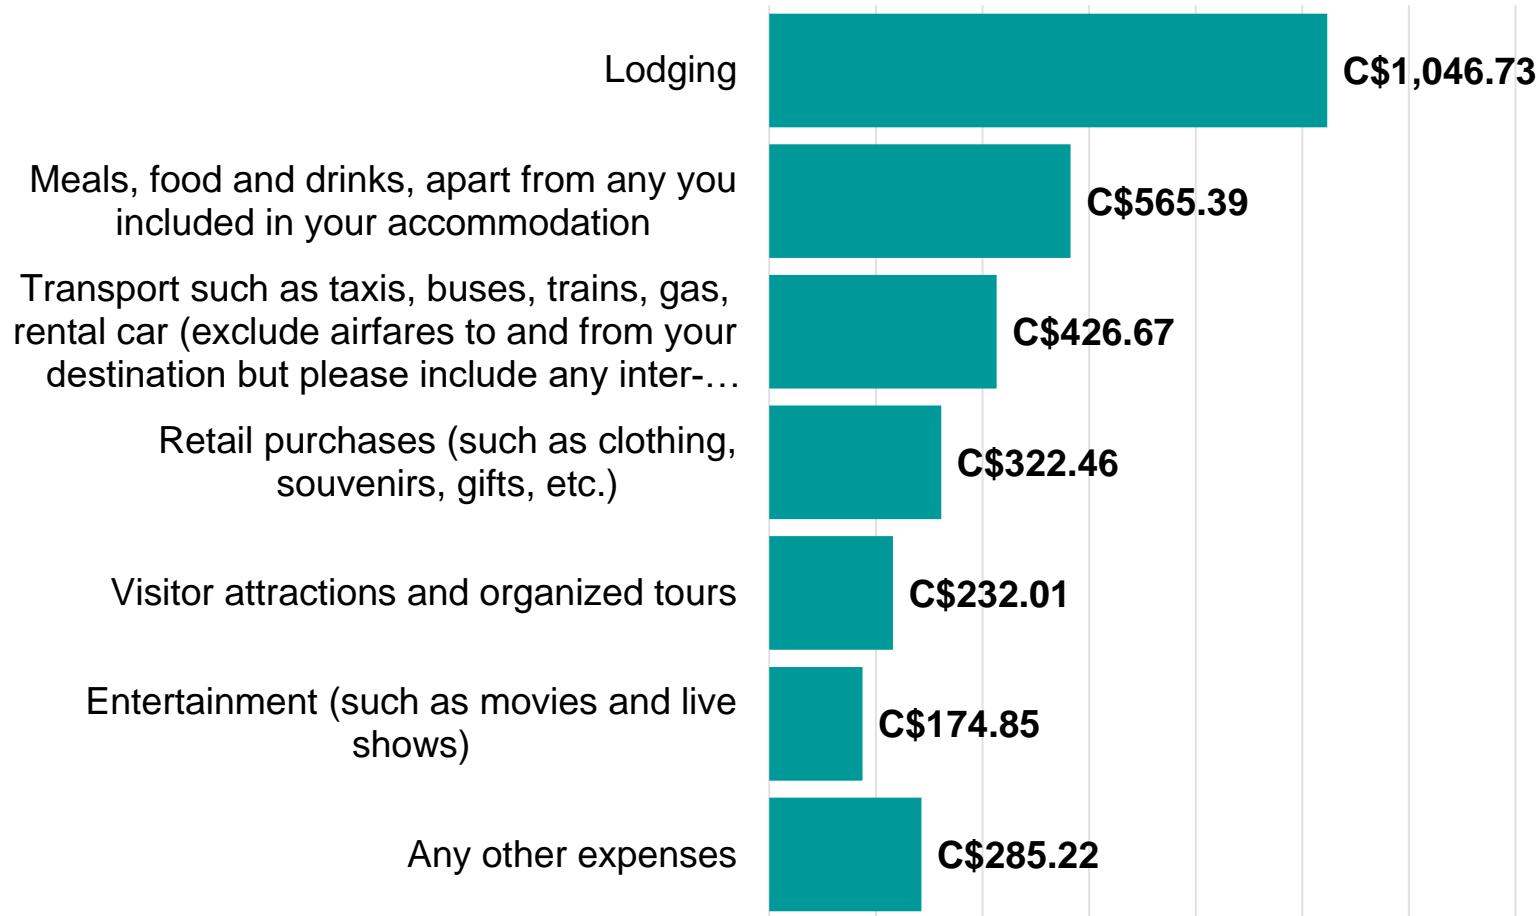 Lodging
C$1,046.73
Meals, food and drinks, apart from any you
included in your accommodation
C$565.39
Transport such as taxis, buses, trains, gas,
rental car (exclude airfares to and from your
destination but please include any inter-…
C$426.67
Retail purchases (such as clothing,
souvenirs, gifts, etc.)
C$322.46
Visitor attractions and organized tours
C$232.01
Entertainment (such as movies and live
shows)
C$174.85
Any other expenses
C$285.22